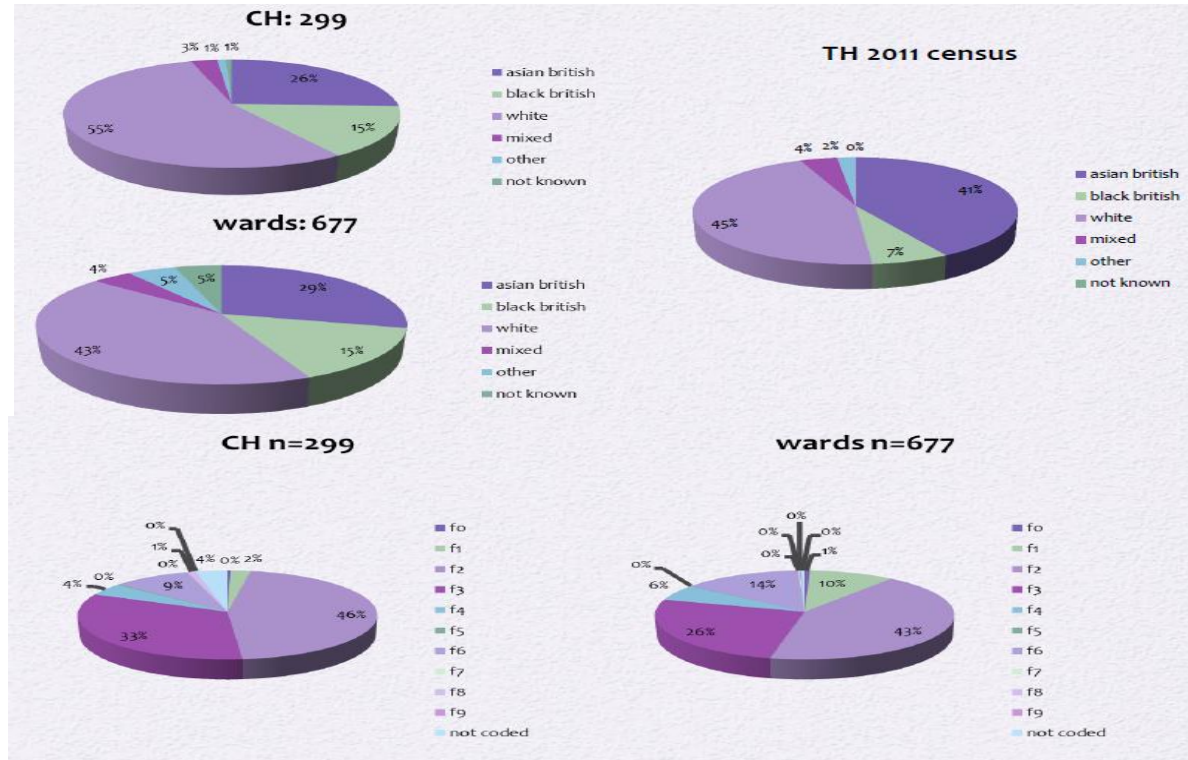 CH: 299
3% 1% 1%
26%
15%
55%
asian british
black british
white
mixed
other
not known
TH 2011 census
4% 2% 0%
41%
7%
45%
asian british
black british
white
mixed
other
not known
wards: 677
4%
5%
5%
29%
15%
43%
asian british
black british
white
mixed
other
not known
CH n=299
0%
1%
0%
4% 0% 2%
0%
4%
9%
46%
33%
f0
f1
f2
f3
f4
f5
f6
f7
f8
f9
not coded
wards n=677
0%
0%
0%
0%
1%
0%
6%
14%
10%
26%
43%
f0
f1
f2
f3
f4
f5
f6
f7
f8
f9
not coded